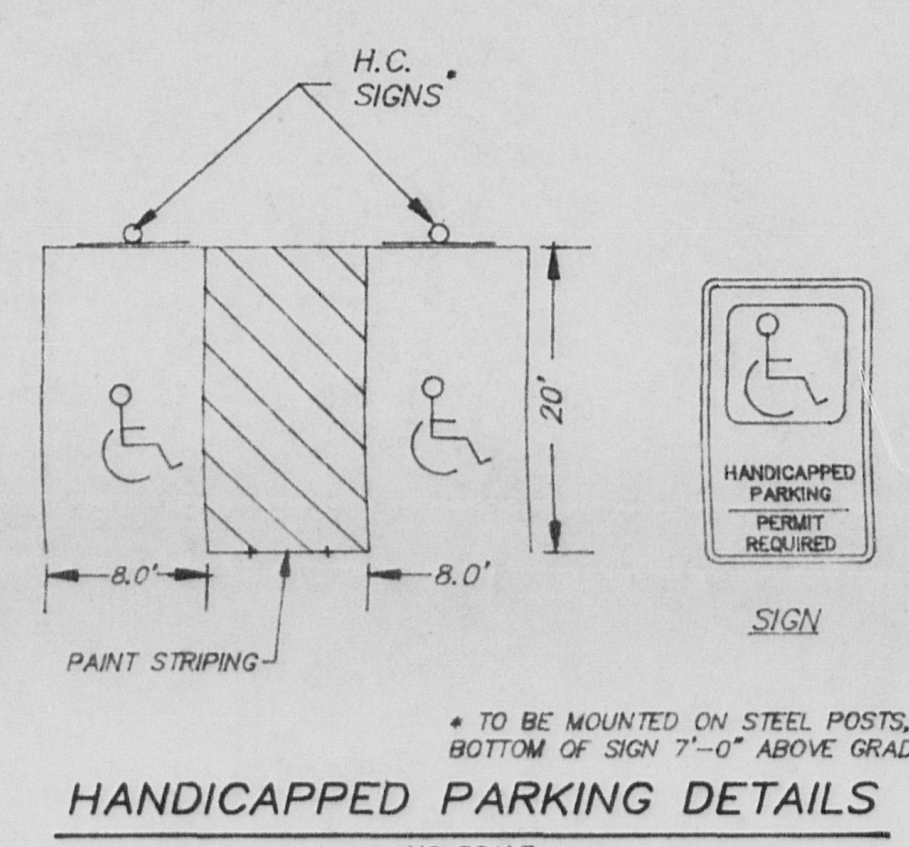 H.C.
SIGNS*
20'
HANDICAPPED
PARKING
PERMIT
REQUIRED
8.0'
8.0'
SIGN
PAINT STRIPING
* TO BE MOUNTED ON STEEL POSTS,
BOTTOM OF SIGN 7'-0" ABOVE GRAD
HANDICAPPED PARKING DETAILS